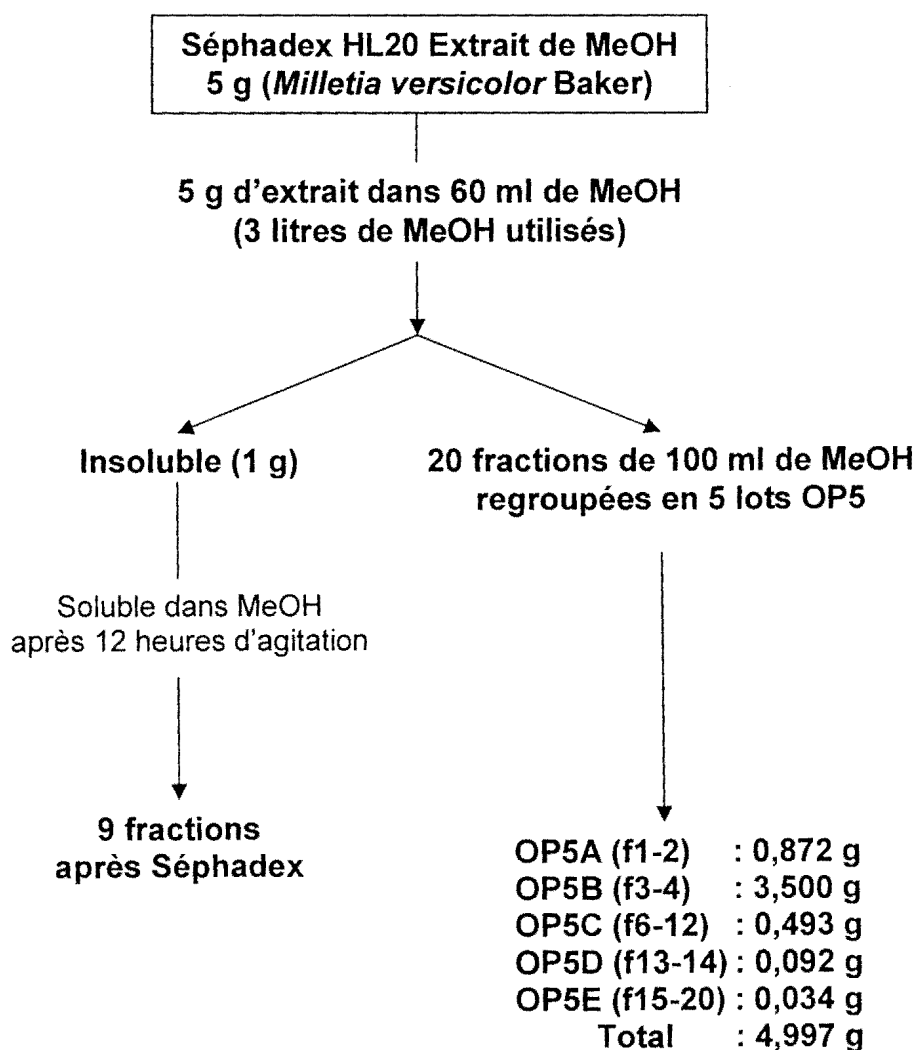 Séphadex HL20 Extrait de MeOH
5 g (Milletia versicolor Baker)
5 g d'extrait dans 60 ml de MeOH
(3 litres de MeOH utilisés)
Insoluble (1 g)
Soluble dans MeOH
après 12 heures d'agitation
9 fractions
après Séphadex
20 fractions de 100 ml de MeOH
regroupées en 5 lots OP5
OP5A (f1-2) : 0,872 g
OP5B (f3-4) : 3,500 g
OP5C (f6-12) : 0,493 g
OP5D (f13-14) : 0,092 g
OP5E (f15-20) : 0,034 g
Total : 4,997 g